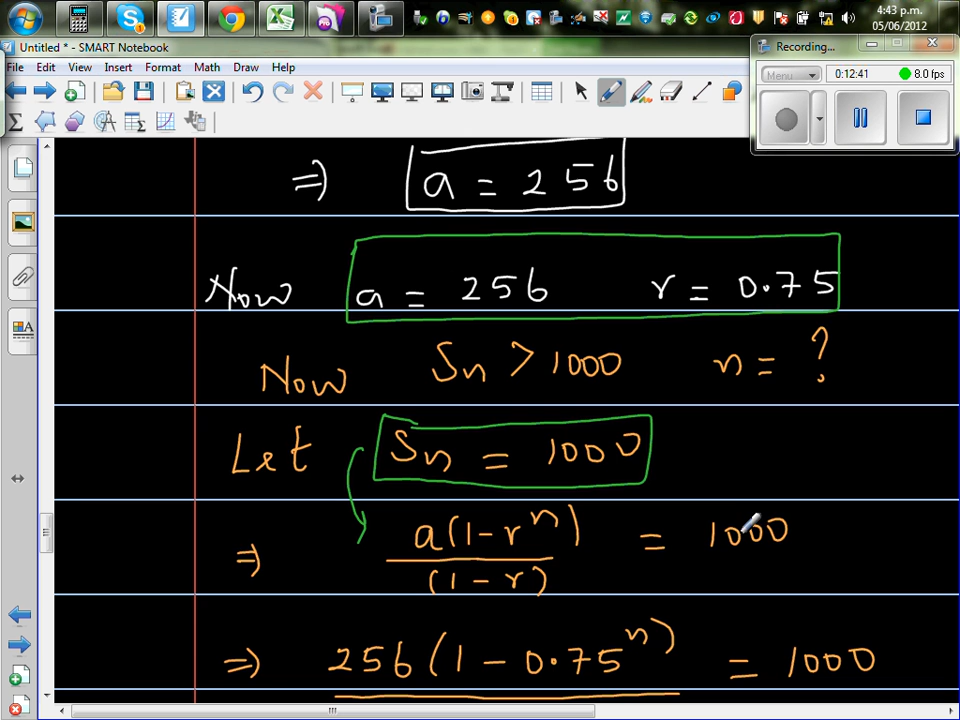 4:43 p.m.
05/06/2012
Untitled * - SMART Notebook
Recording...
File Edit View Insert Format Math Draw Help
Menu 0:12:41 8.0 fps
⇒ a = 256
Now a = 256 r = 0.75
Now Sn > 1000 n = ?
Let Sn = 1000
⇒ a(1-r^n) / (1-r) = 1000
⇒ 256(1-0.75^n) = 1000